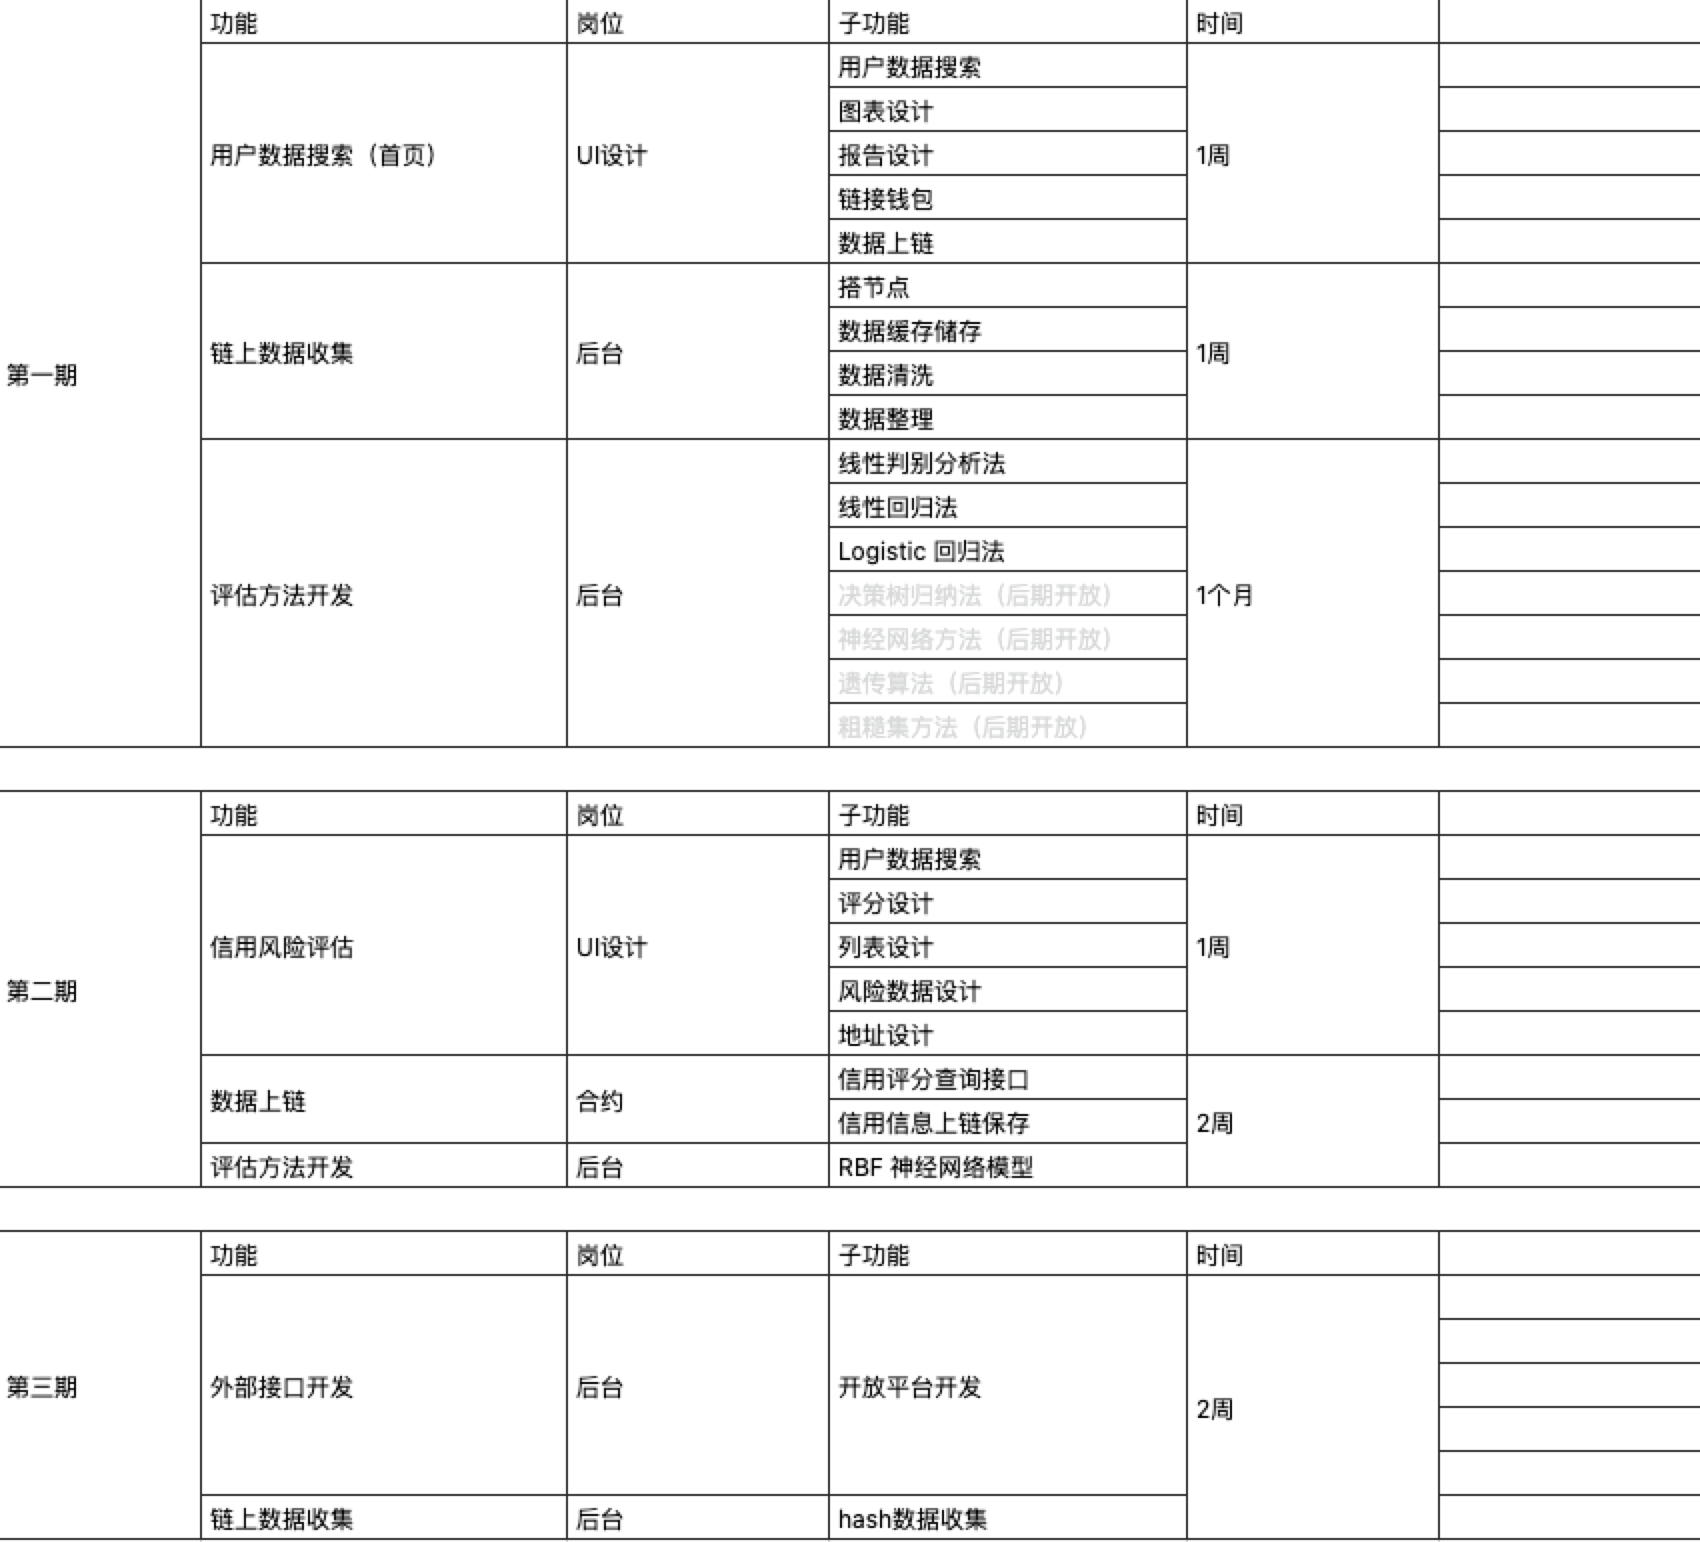 功能 岗位 子功能 时间
用户数据搜索
图表设计
用户数据搜索（首页） UI设计 报告设计 1周
链接钱包
数据上链
搭节点
数据缓存储存
链上数据收集 后台 1周
第一期 数据清洗
数据整理
线性判别分析法
线性回归法
Logistic 回归法
评估方法开发 后台 决策树归纳法（后期开放） 1个月
神经网络方法（后期开放）
遗传算法（后期开放）
粗糙集方法（后期开放）
功能 岗位 子功能 时间
用户数据搜索
评分设计
信用风险评估 UI设计 列表设计 1周
第二期 风险数据设计
地址设计
信用评分查询接口
数据上链 合约
信用信息上链保存 2周
评估方法开发 后台 RBF 神经网络模型
功能 岗位 子功能 时间
第三期 外部接口开发 后台 开放平台开发
2周
链上数据收集 后台 hash数据收集